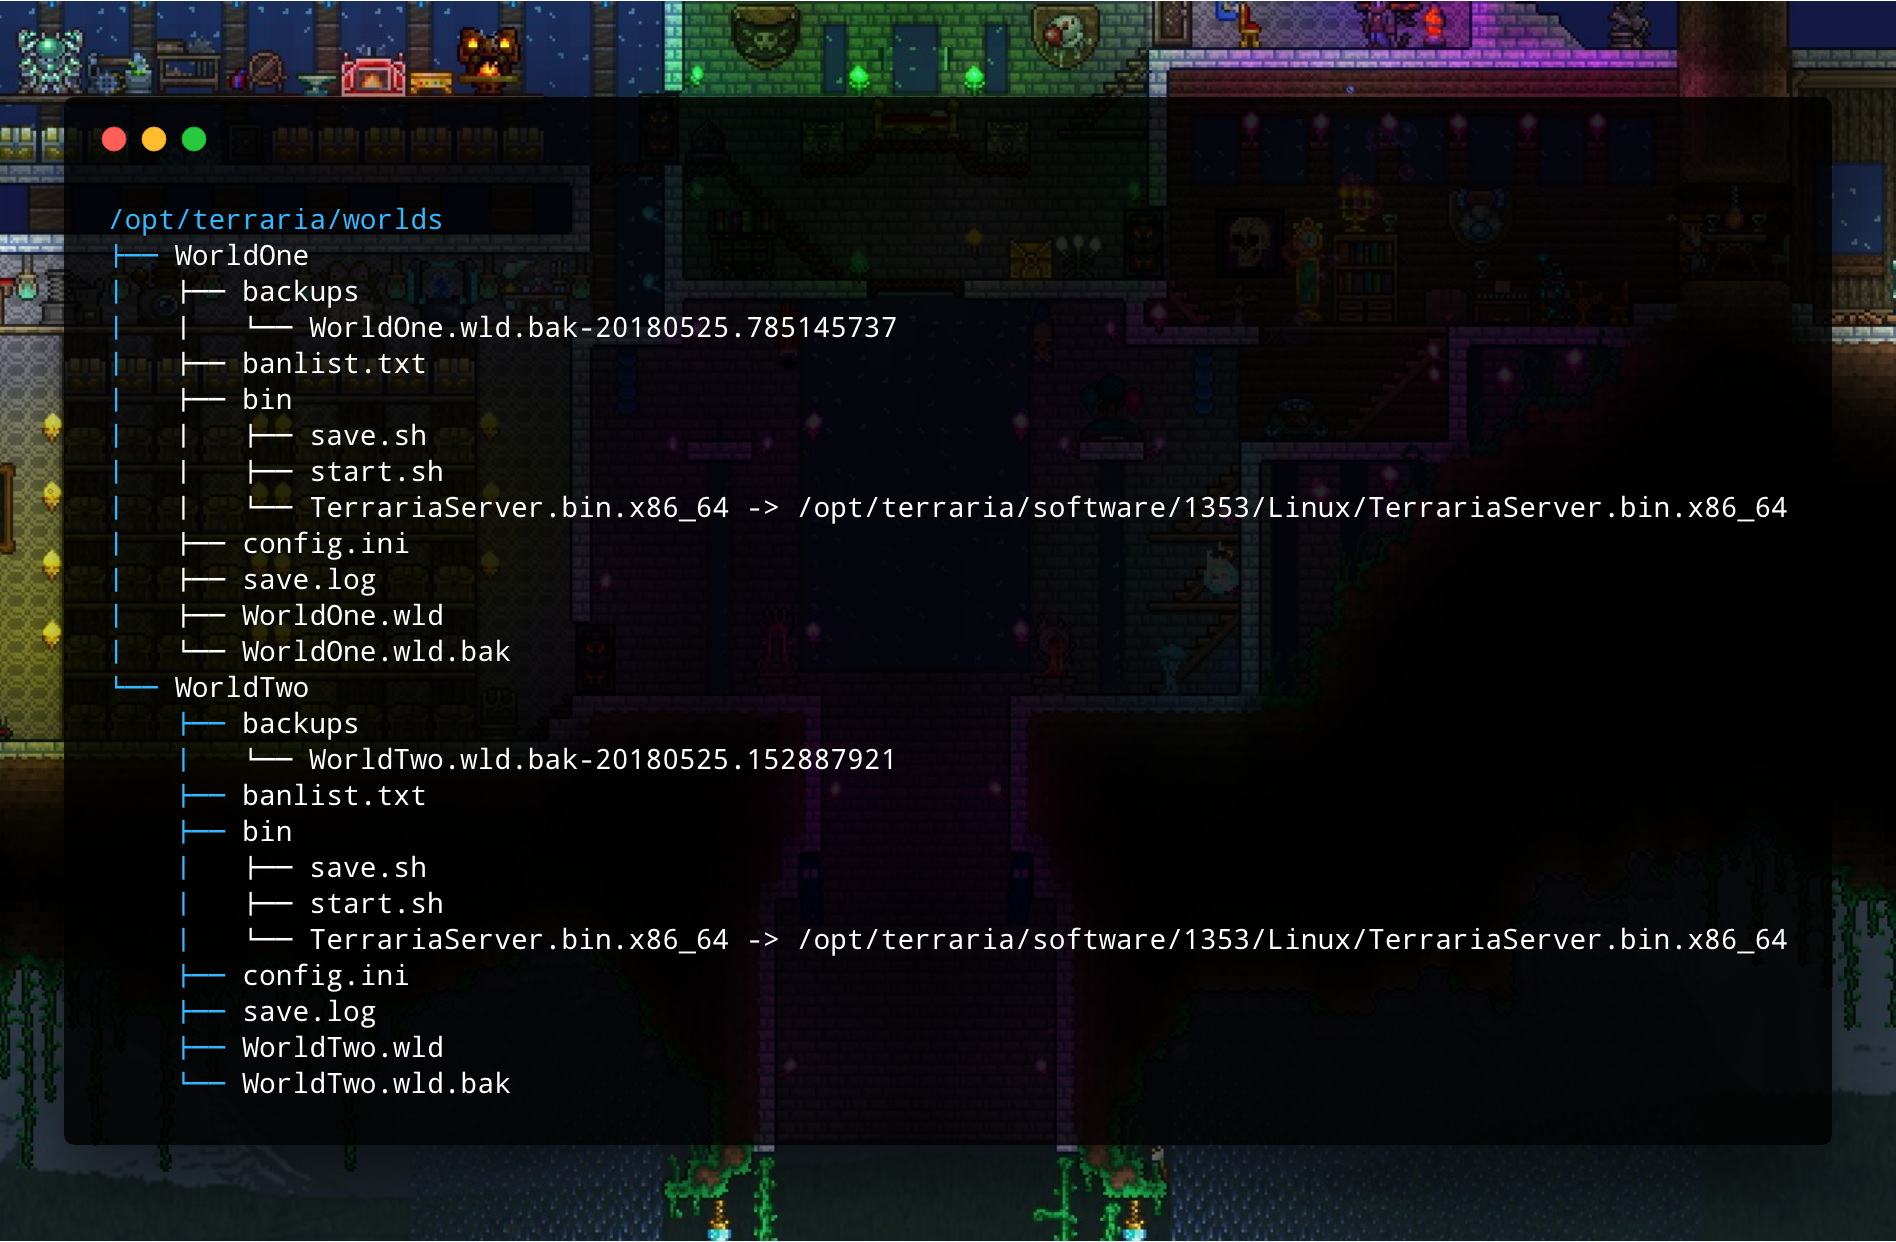 /opt/terraria/worlds
├── WorldOne
│   ├── backups
│   │   └── WorldOne.wld.bak-20180525.785145737
│   ├── banlist.txt
│   ├── bin
│   │   ├── save.sh
│   │   ├── start.sh
│   │   └── TerrariaServer.bin.x86_64 -> /opt/terraria/software/1353/Linux/TerrariaServer.bin.x86_64
│   ├── config.ini
│   ├── save.log
│   ├── WorldOne.wld
│   └── WorldOne.wld.bak
└── WorldTwo
    ├── backups
    │   └── WorldTwo.wld.bak-20180525.152887921
    ├── banlist.txt
    ├── bin
    │   ├── save.sh
    │   ├── start.sh
    │   └── TerrariaServer.bin.x86_64 -> /opt/terraria/software/1353/Linux/TerrariaServer.bin.x86_64
    ├── config.ini
    ├── save.log
    ├── WorldTwo.wld
    └── WorldTwo.wld.bak